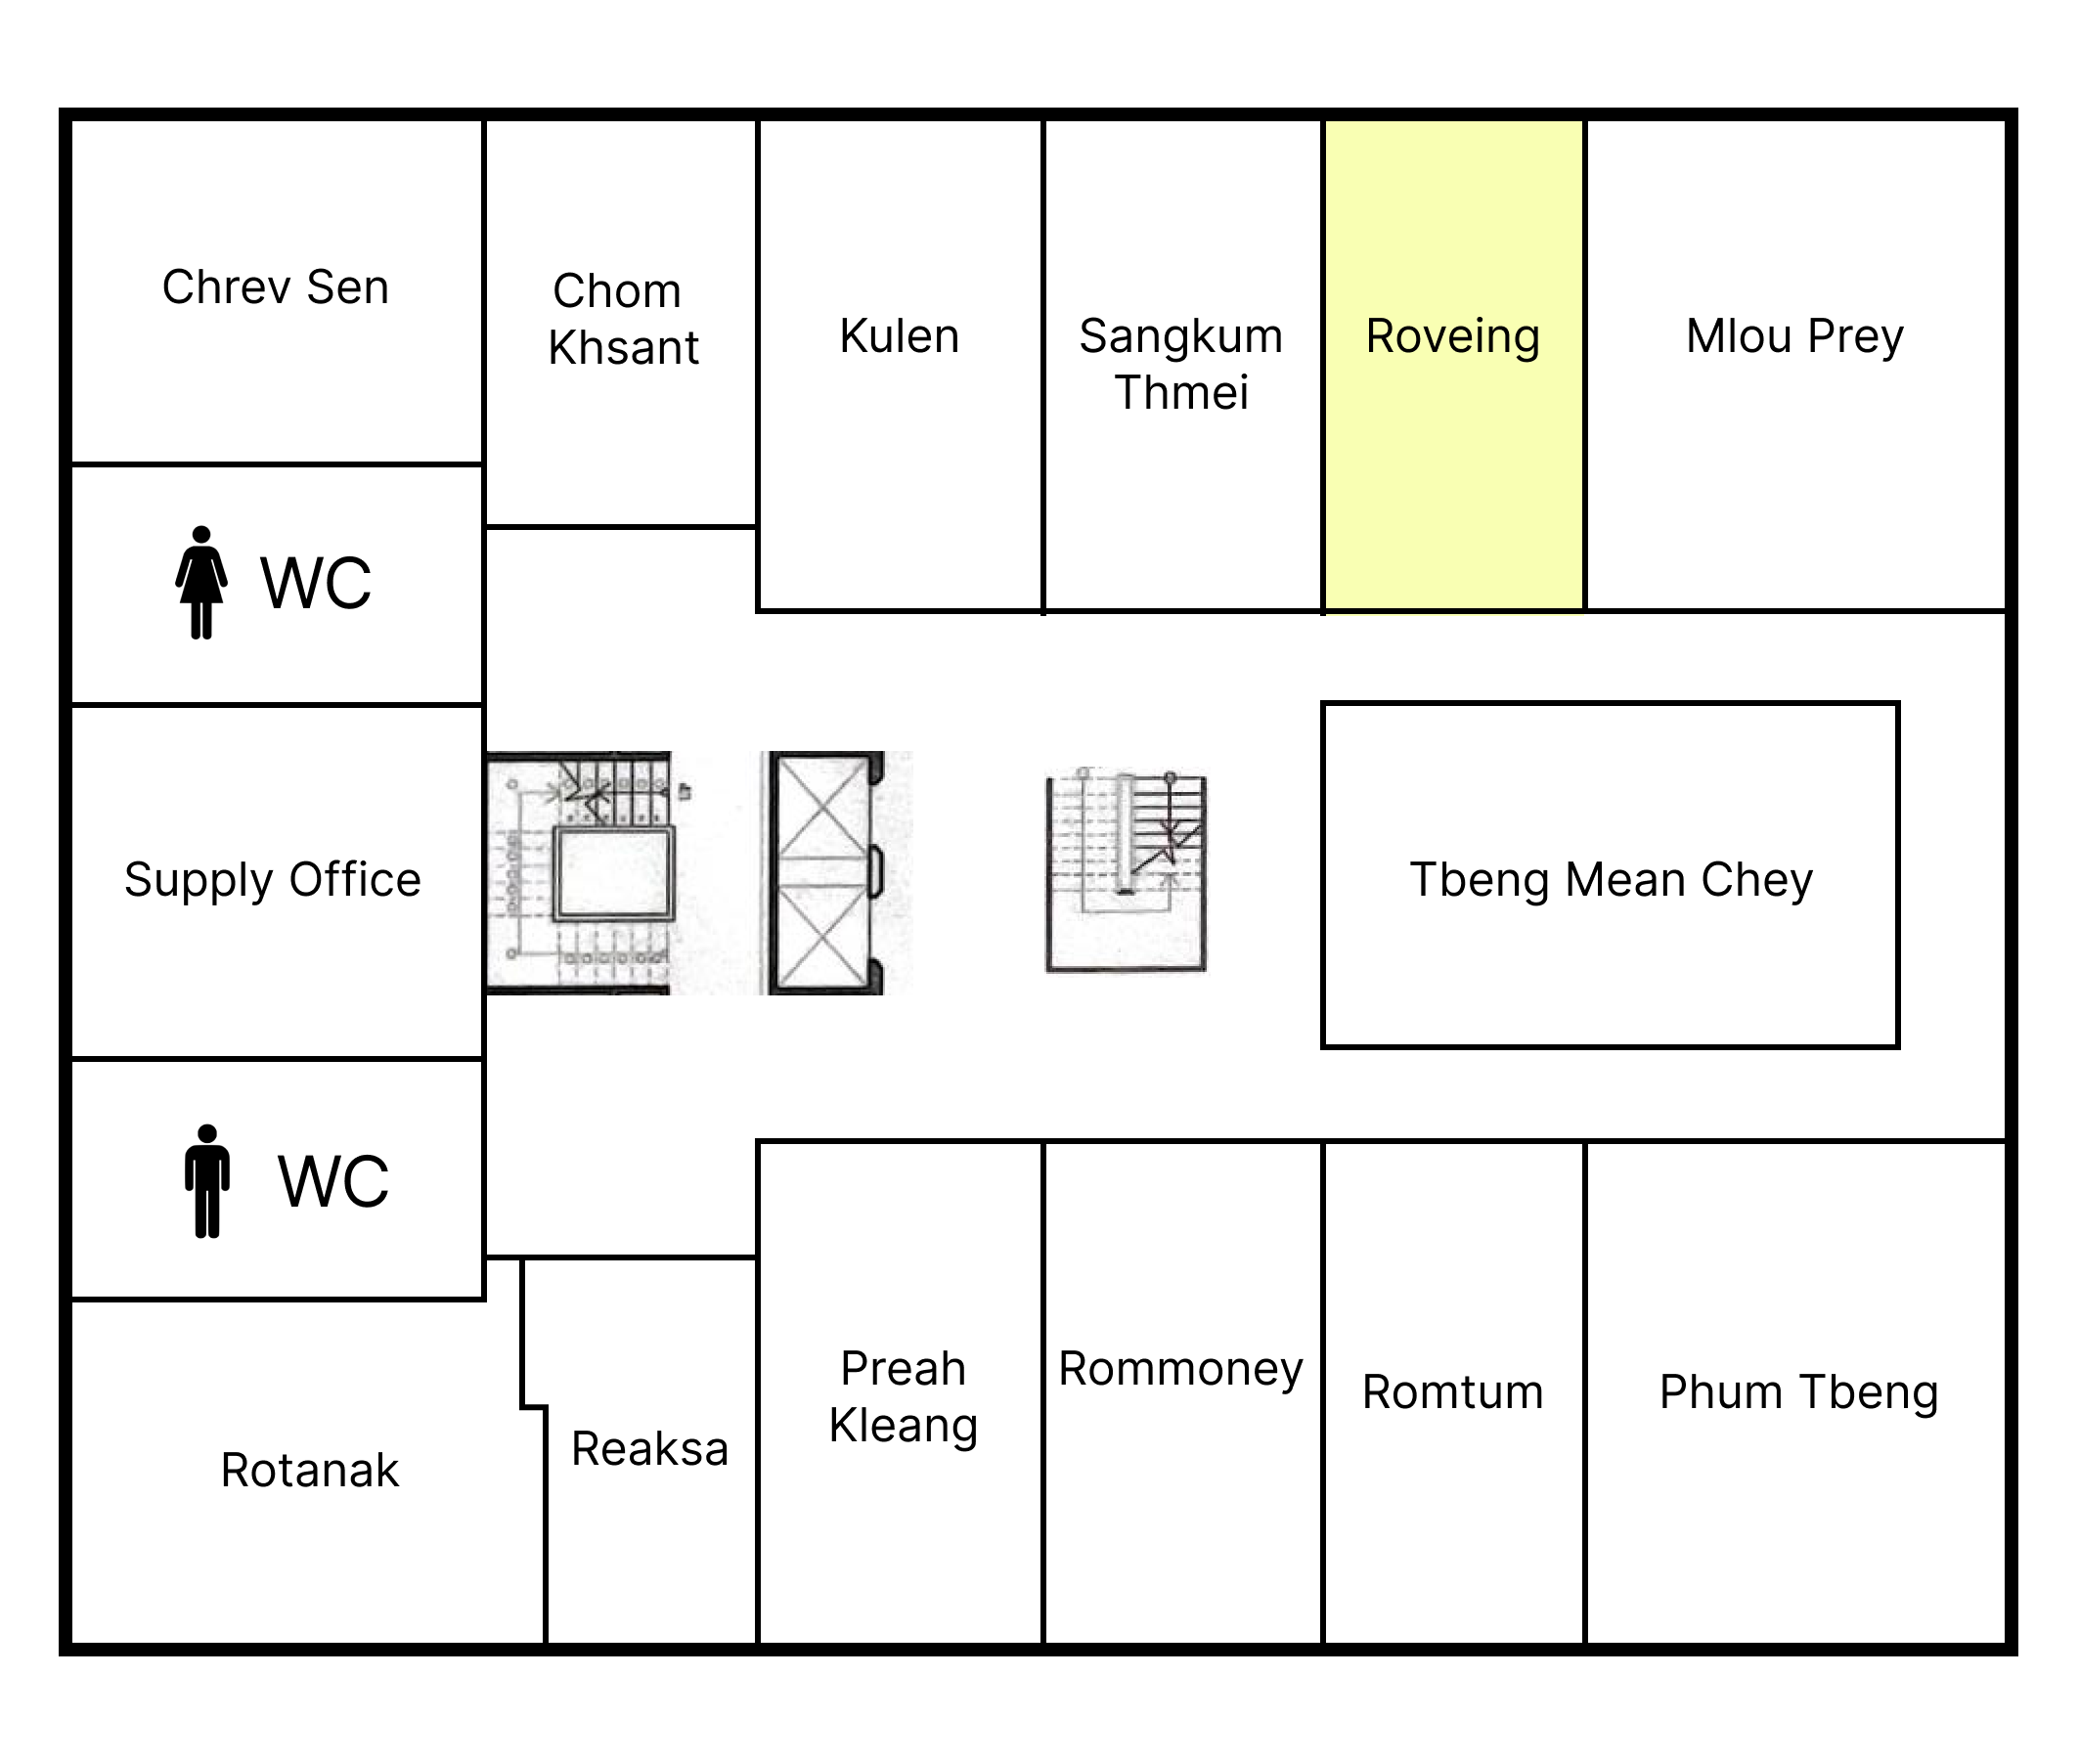 Chrev Sen
Chom
Khsant
Kulen
Sangkum
Thmei
Roveing
Mlou Prey
WC
Supply Office
Tbeng Mean Chey
WC
Rotanak
Reaksa
Preah
Kleang
Rommoney
Romtum
Phum Tbeng